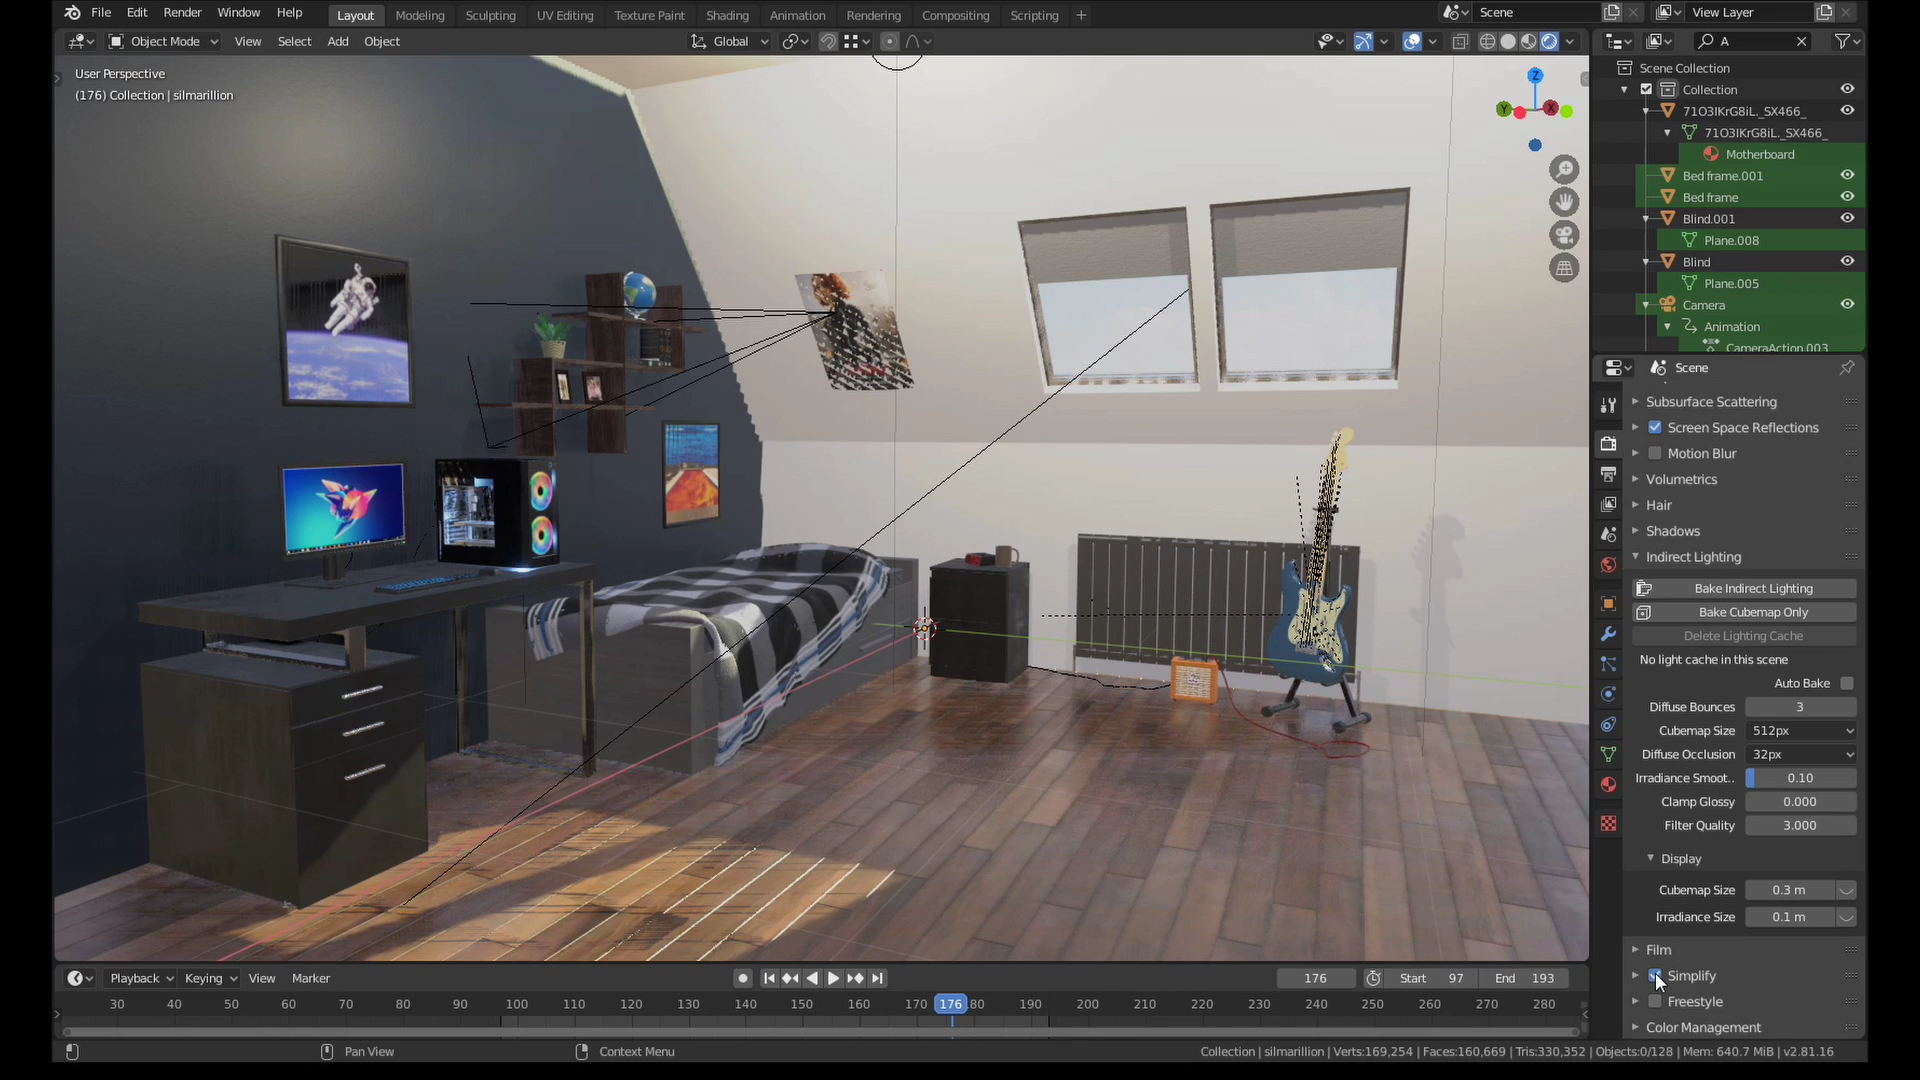 File Edit Render Window Help Layout Modeling Sculpting UV Editing Texture Paint Shading Animation Rendering Compositing Scripting + Scene View Layer
Object Mode View Select Add Object Global A
User Perspective
(176) Collection | silmarillion
Z
Y X
Scene Collection
Collection
71O3IKrG8iL._SX466_
71O3IKrG8iL._SX466_
Motherboard
Bed frame.001
Bed frame
Blind.001
Plane.008
Blind
Plane.005
Camera
Animation
CameraAction.003
Scene
Subsurface Scattering
Screen Space Reflections
Motion Blur
Volumetrics
Hair
Shadows
Indirect Lighting
Bake Indirect Lighting
Bake Cubemap Only
Delete Lighting Cache
No light cache in this scene
Auto Bake
Diffuse Bounces 3
Cubemap Size 512px
Diffuse Occlusion 32px
Irradiance Smoot.. 0.10
Clamp Glossy 0.000
Filter Quality 3.000
Display
Cubemap Size 0.3 m
Irradiance Size 0.1 m
Film
Simplify
Freestyle
Color Management
Playback Keying View Marker 176 Start 97 End 193
30 40 50 60 70 80 90 100 110 120 130 140 150 160 170 176 80 190 200 210 220 230 240 250 260 270 280
Pan View Context Menu Collection | silmarillion | Verts:169,254 | Faces:160,669 | Tris:330,352 | Objects:0/128 | Mem: 640.7 MiB | v2.81.16